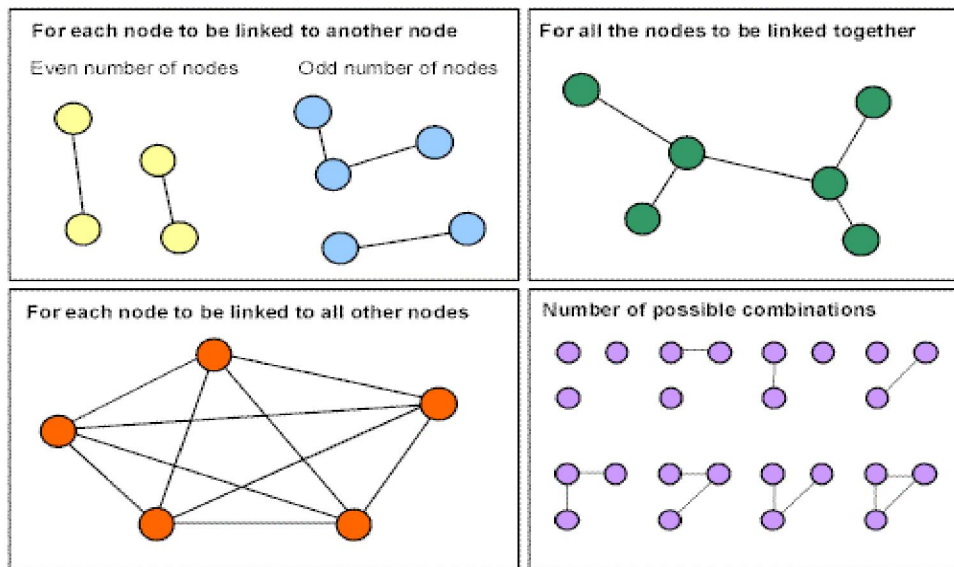 For each node to be linked to another node
Even number of nodes
Odd number of nodes
For all the nodes to be linked together
For each node to be linked to all other nodes
Number of possible combinations